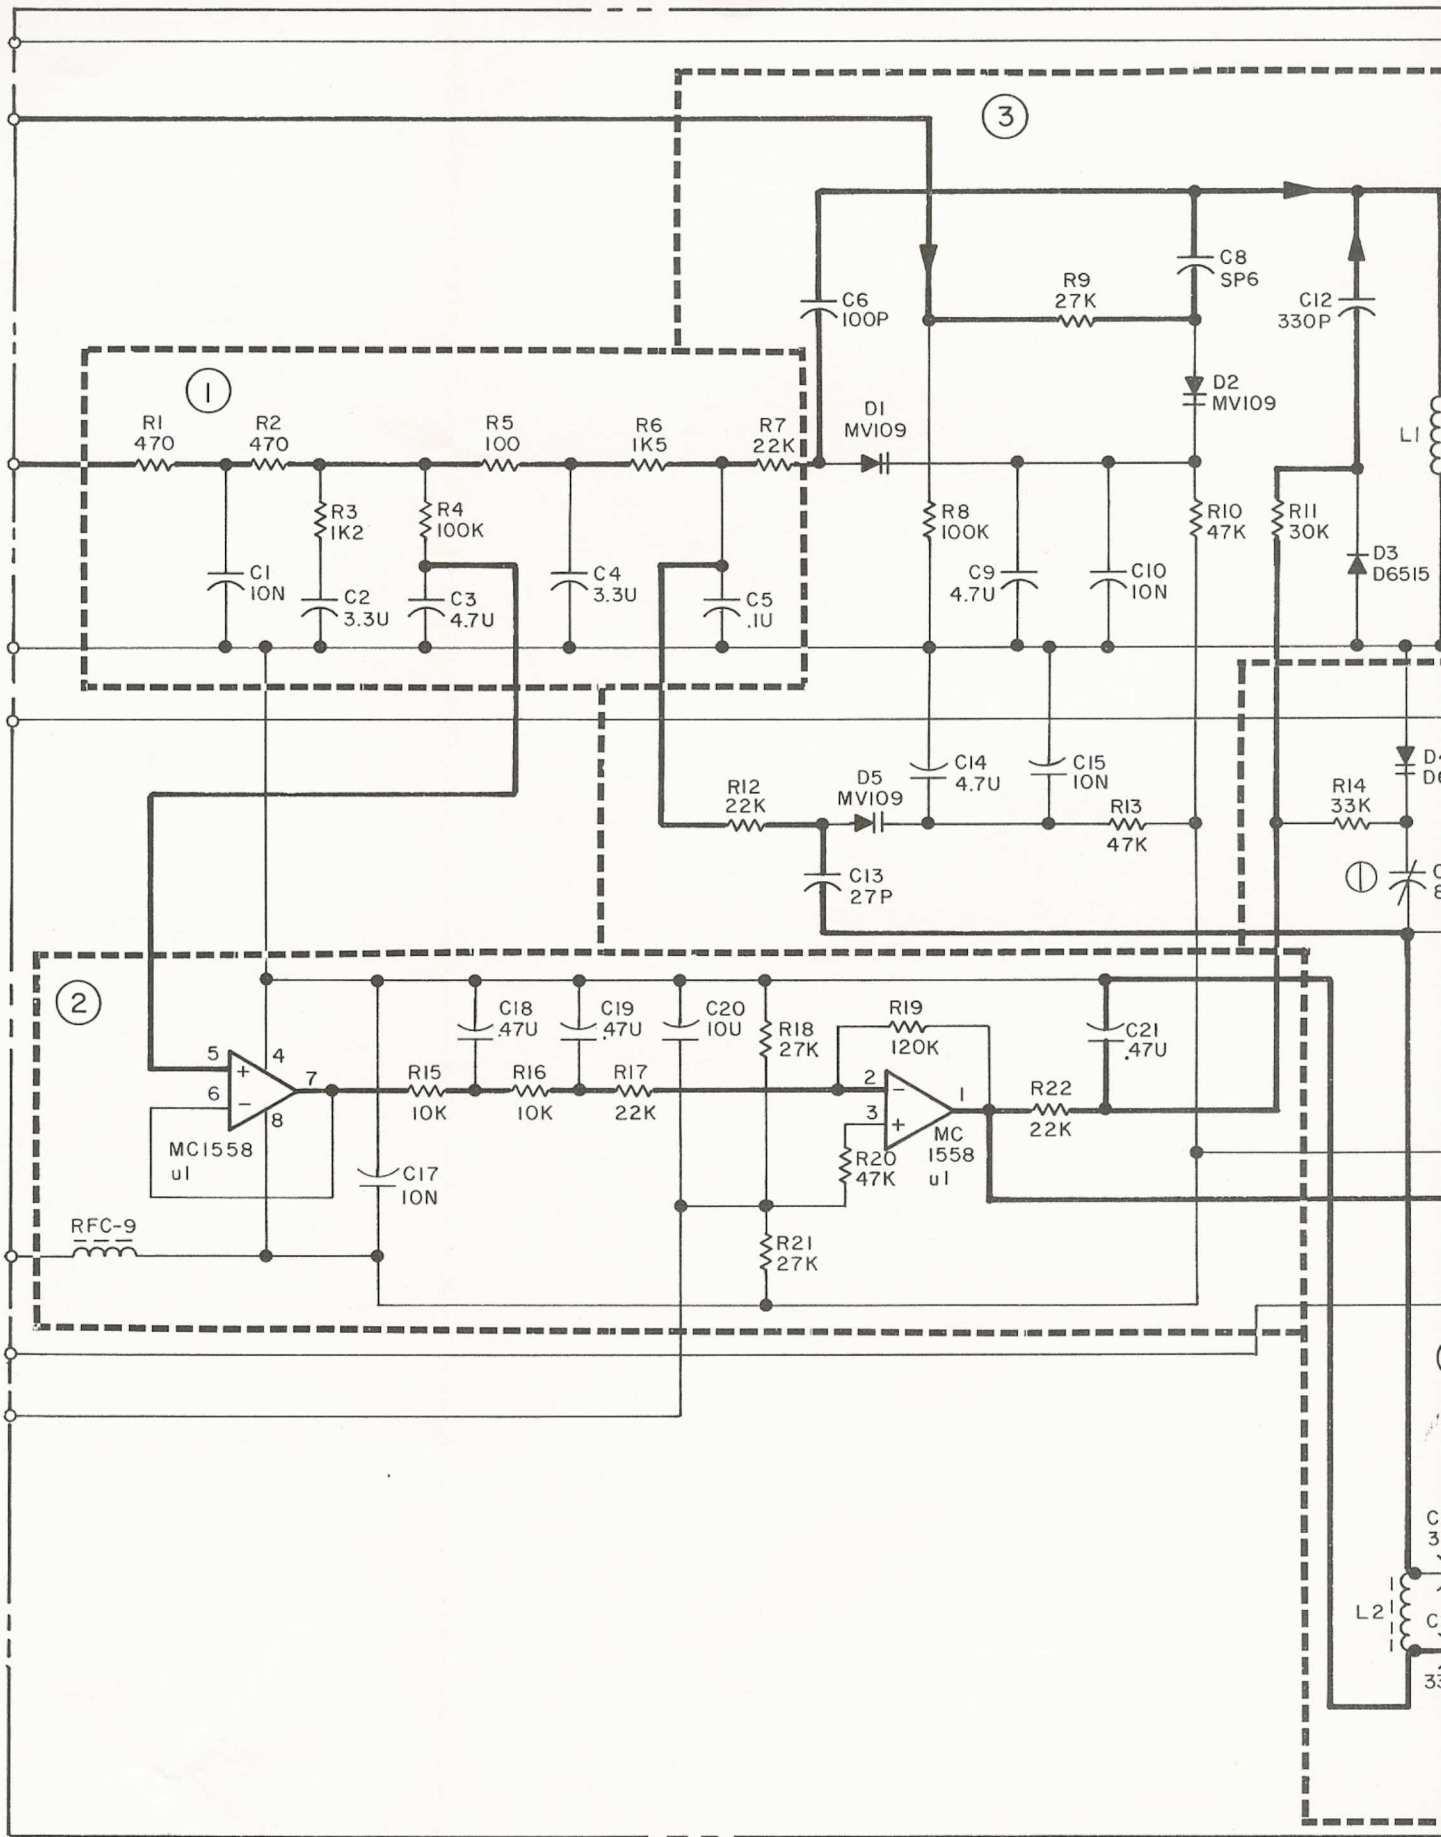 3
C8
SP6
R9
27K
C6
100P
C12
330P
1
D2
MV109
D1
MV109
R1
470
R2
470
R5
100
R6
1K5
R7
22K
L1
R3
1K2
R4
100K
R8
100K
R10
47K
R11
30K
D3
D6515
C1
10N
C2
3.3U
C3
4.7U
C4
3.3U
C5
.1U
C9
4.7U
C10
10N
C14
4.7U
C15
10N
R12
22K
D5
MV109
R13
47K
R14
33K
C13
27P
1
2
C18
.47U
C19
.47U
C20
10U
R18
27K
R19
120K
C21
.47U
5
+
4
7
6
−
8
MC1558
u1
R15
10K
R16
10K
R17
22K
2
−
1
3
+
MC
1558
u1
R22
22K
R20
47K
C17
10N
RFC-9
R21
27K
L2